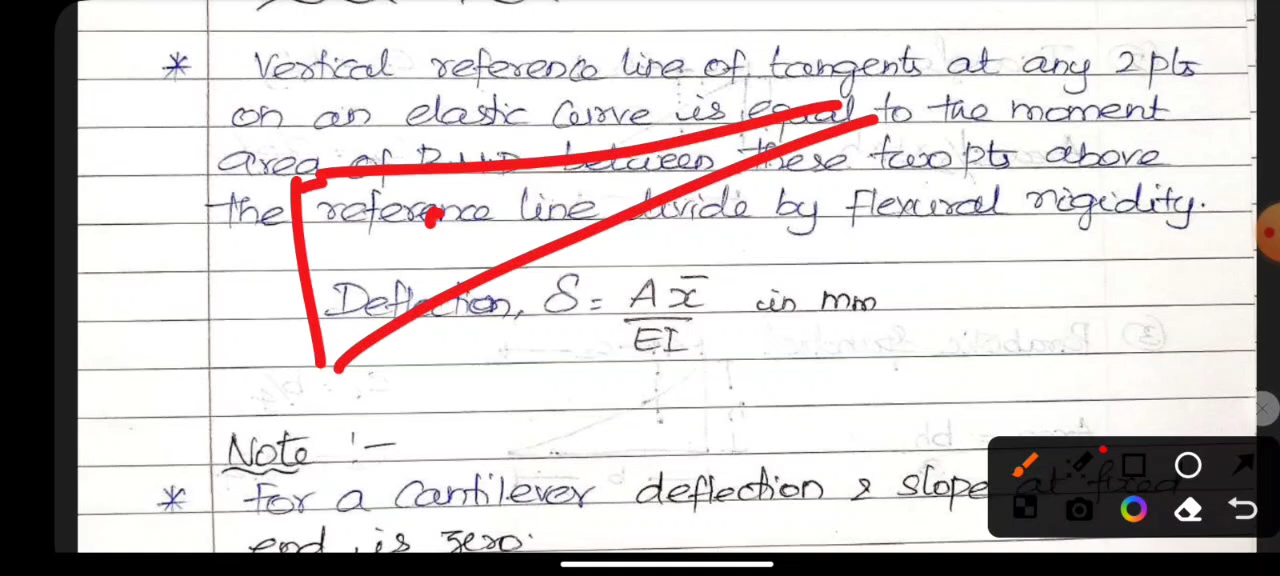 * Vertical reference line of tangents at any 2 pts
on an elastic curve is equal to the moment
area of between these two pts above
the reference line divide by flexural rigidity.
Deflection, δ = Ax̄ in mm
EI
Note :-
* For a cantilever deflection & slope at fixed
end is zero.